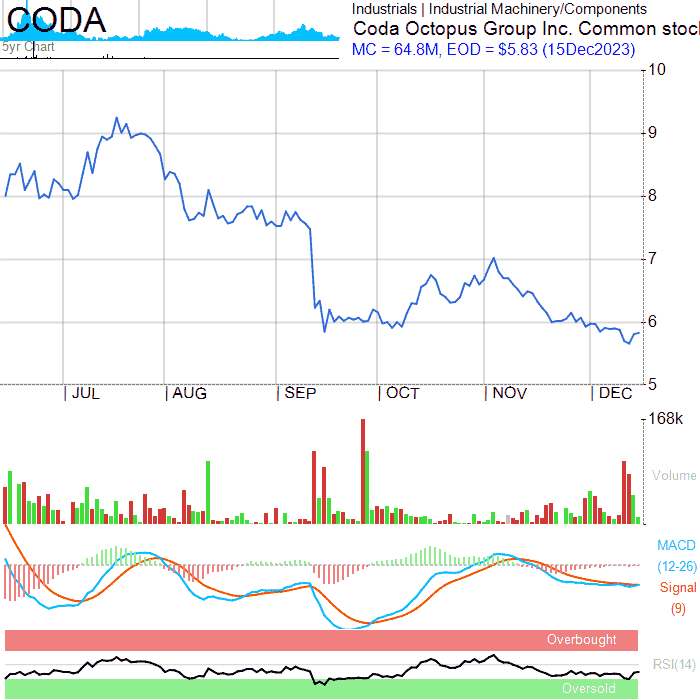 CODA
5yr Chart
Industrials | Industrial Machinery/Components
Coda Octopus Group Inc. Common stoc
MC = 64.8M, EOD = $5.83 (15Dec2023)
10
9
8
7
6
5
JUL AUG SEP OCT NOV DEC
168k
Volume
MACD
(12-26)
Signal
(9)
Overbought
RSI(14)
Oversold